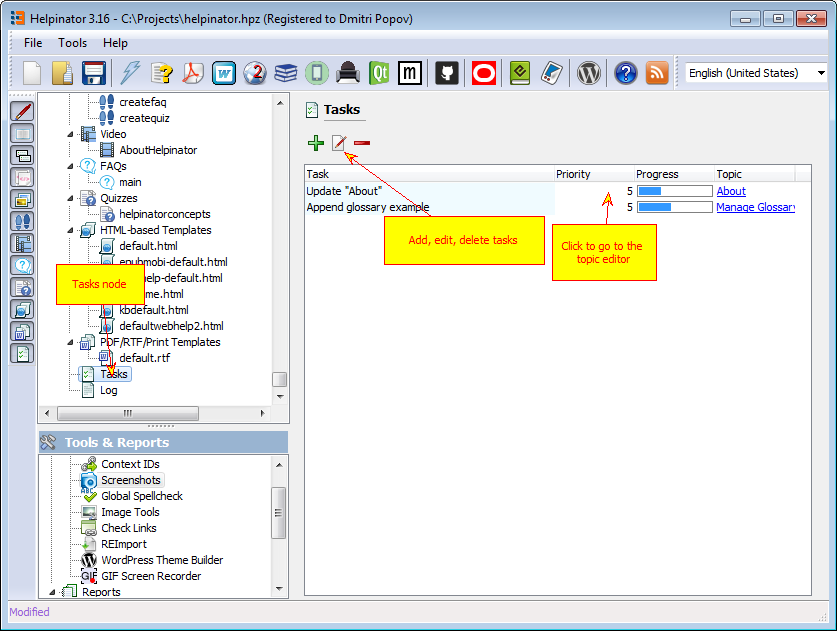 Helpinator 3.16 - C:\Projects\helpinator.hpz (Registered to Dmitri Popov)
File Tools Help
W
2
Qt
m
English (United States)
createfaq
createquiz
Video
AboutHelpinator
FAQs
main
Quizzes
helpinatorconcepts
HTML-based Templates
default.html
epubmobi-default.html
help-default.html
me.html
kbdefault.html
defaultwebhelp2.html
PDF/RTF/Print Templates
default.rtf
Tasks
Log
Tasks node
Tools & Reports
Context IDs
Screenshots
ABC
Global Spellcheck
Image Tools
Check Links
REImport
WordPress Theme Builder
GIF
GIF Screen Recorder
Reports
Tasks
Task Priority Progress Topic
Update "About" 5 About
Append glossary example 5 Manage Glossary
Add, edit, delete tasks
Click to go to the
topic editor
Modified